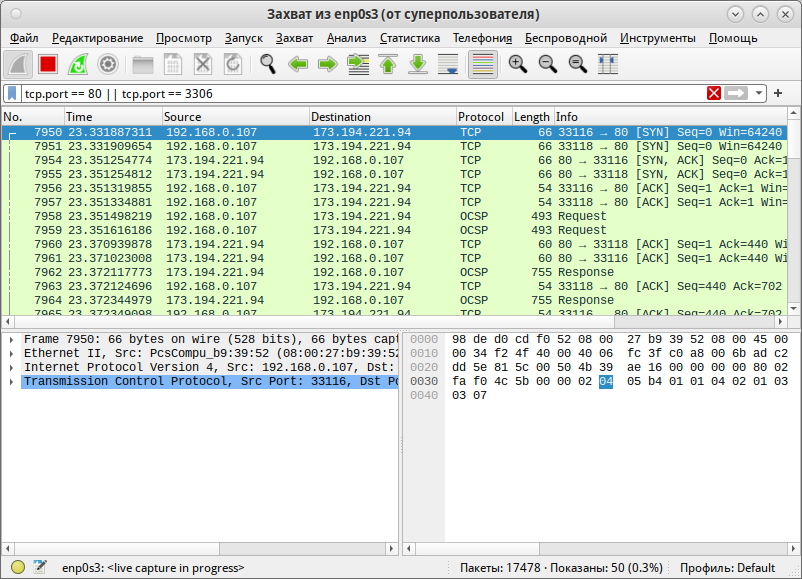 Захват из enp0s3 (от суперпользователя)
Файл Редактирование Просмотр Запуск Захват Анализ Статистика Телефония Беспроводной Инструменты Помощь
tcp.port == 80 || tcp.port == 3306
No. Time Source Destination Protocol Length Info
7950 23.331887311 192.168.0.107 173.194.221.94 TCP 66 33116 → 80 [SYN] Seq=0 Win=64240
7951 23.331909654 192.168.0.107 173.194.221.94 TCP 66 33118 → 80 [SYN] Seq=0 Win=64240
7954 23.351254774 173.194.221.94 192.168.0.107 TCP 66 80 → 33116 [SYN, ACK] Seq=0 Ack=1
7955 23.351254812 173.194.221.94 192.168.0.107 TCP 66 80 → 33118 [SYN, ACK] Seq=0 Ack=1
7956 23.351319855 192.168.0.107 173.194.221.94 TCP 54 33116 → 80 [ACK] Seq=1 Ack=1 Win=
7957 23.351334881 192.168.0.107 173.194.221.94 TCP 54 33118 → 80 [ACK] Seq=1 Ack=1 Win=
7958 23.351498219 192.168.0.107 173.194.221.94 OCSP 493 Request
7959 23.351616186 192.168.0.107 173.194.221.94 OCSP 493 Request
7960 23.370939878 173.194.221.94 192.168.0.107 TCP 60 80 → 33118 [ACK] Seq=1 Ack=440 Wi
7961 23.371023008 173.194.221.94 192.168.0.107 TCP 60 80 → 33116 [ACK] Seq=1 Ack=440 Wi
7962 23.372117773 173.194.221.94 192.168.0.107 OCSP 755 Response
7963 23.372124696 192.168.0.107 173.194.221.94 TCP 54 33118 → 80 [ACK] Seq=440 Ack=702
7964 23.372344979 173.194.221.94 192.168.0.107 OCSP 755 Response
7965 23.372349098 192.168.0.107 173.194.221.94 TCP 54 33116 → 80 [ACK] Seq=440 Ack=702
Frame 7950: 66 bytes on wire (528 bits), 66 bytes capt
Ethernet II, Src: PcsCompu_b9:39:52 (08:00:27:b9:39:52
Internet Protocol Version 4, Src: 192.168.0.107, Dst:
Transmission Control Protocol, Src Port: 33116, Dst Po
0000 98 de d0 cd f0 52 08 00 27 b9 39 52 08 00 45 00
0010 00 34 f2 4f 40 00 40 06 fc 3f c0 a8 00 6b ad c2
0020 dd 5e 81 5c 00 50 4b 39 ae 16 00 00 00 00 80 02
0030 fa f0 4c 5b 00 00 02 04 05 b4 01 01 04 02 01 03
0040 03 07
enp0s3: <live capture in progress> Пакеты: 17478 · Показаны: 50 (0.3%) Профиль: Default